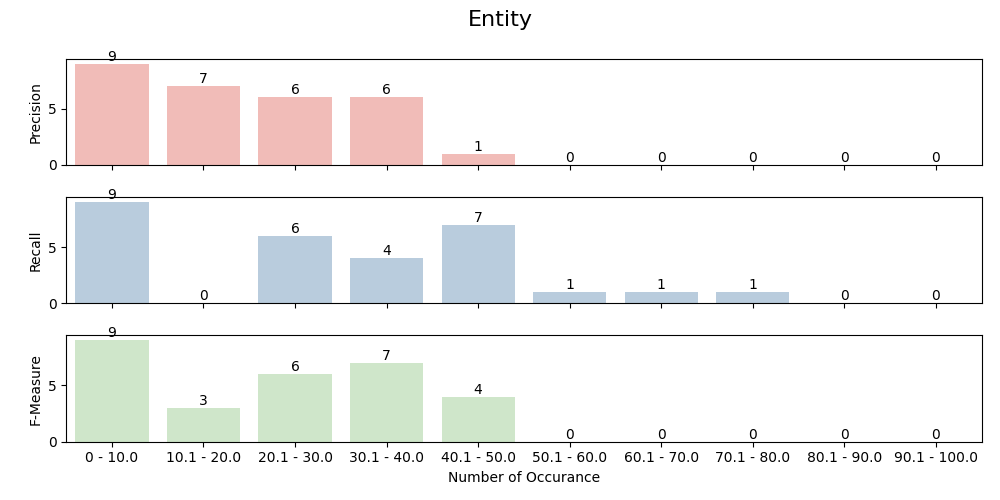 Entity
Precision
5
0
9 7 6 6 1 0 0 0 0 0
Recall
5
0
9 0 6 4 7 1 1 1 0 0
F-Measure
5
0
9 3 6 7 4 0 0 0 0 0
0 - 10.0 10.1 - 20.0 20.1 - 30.0 30.1 - 40.0 40.1 - 50.0 50.1 - 60.0 60.1 - 70.0 70.1 - 80.0 80.1 - 90.0 90.1 - 100.0
Number of Occurance